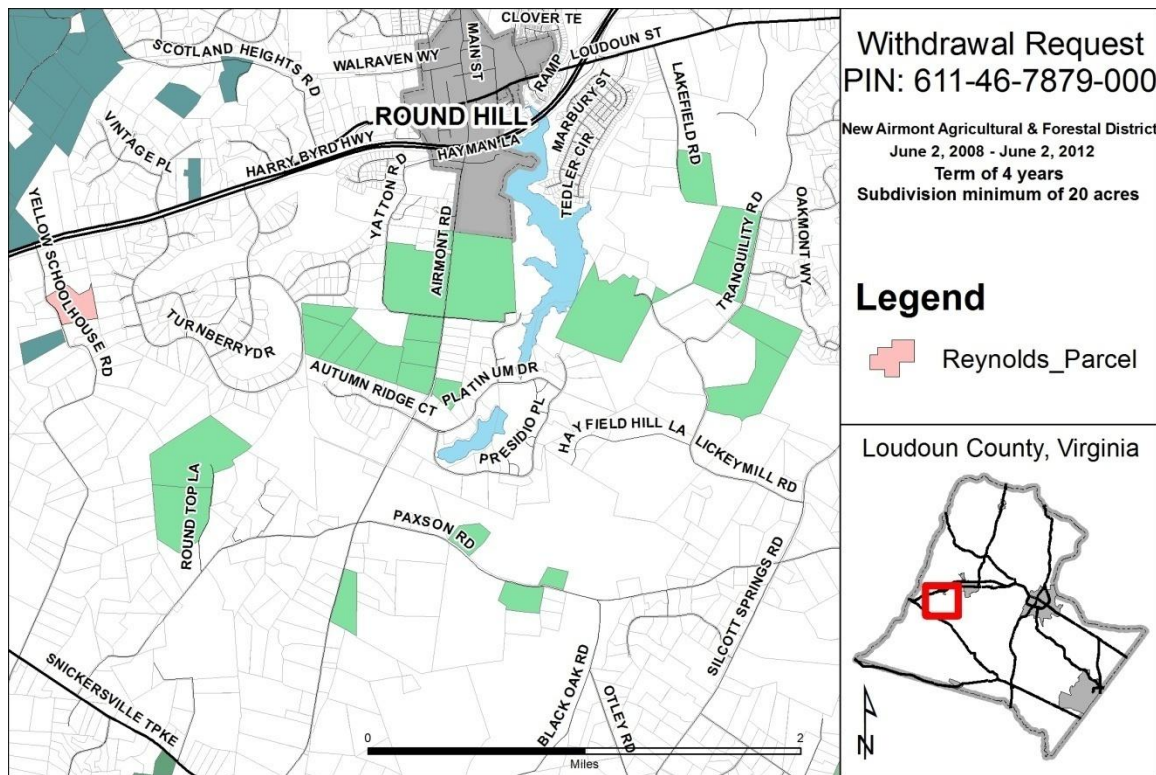 CLOVER TE
SCOTLAND HEIGHTS RD
WALRAVEN WY
MAIN ST
RAMP
LOUDOUN ST
LAKEFIELD RD
ROUND HILL
MARBURY ST
VINTAGE PL
HARRY BYRD HWY
HAYMAN LA
TEDLER CIR
YATTON RD
OAKMONT WY
YELLOW SCHOOLHOUSE RD
AIRMONT RD
TRANQUILITY RD
TURNBERRY DR
AUTUMN RIDGE CT
PLATINUM DR
PRESIDIO PL
HAYFIELD HILL LA
LICKEYMILL RD
ROUND TOP LA
PAXSON RD
SILCOTT SPRINGS RD
SNICKERSVILLE TPKE
BLACK OAK RD
OTLEY RD
0 2
Miles
Withdrawal Request
PIN: 611-46-7879-000
New Airmont Agricultural & Forestal District
June 2, 2008 - June 2, 2012
Term of 4 years
Subdivision minimum of 20 acres
Legend
Reynolds_Parcel
Loudoun County, Virginia
N